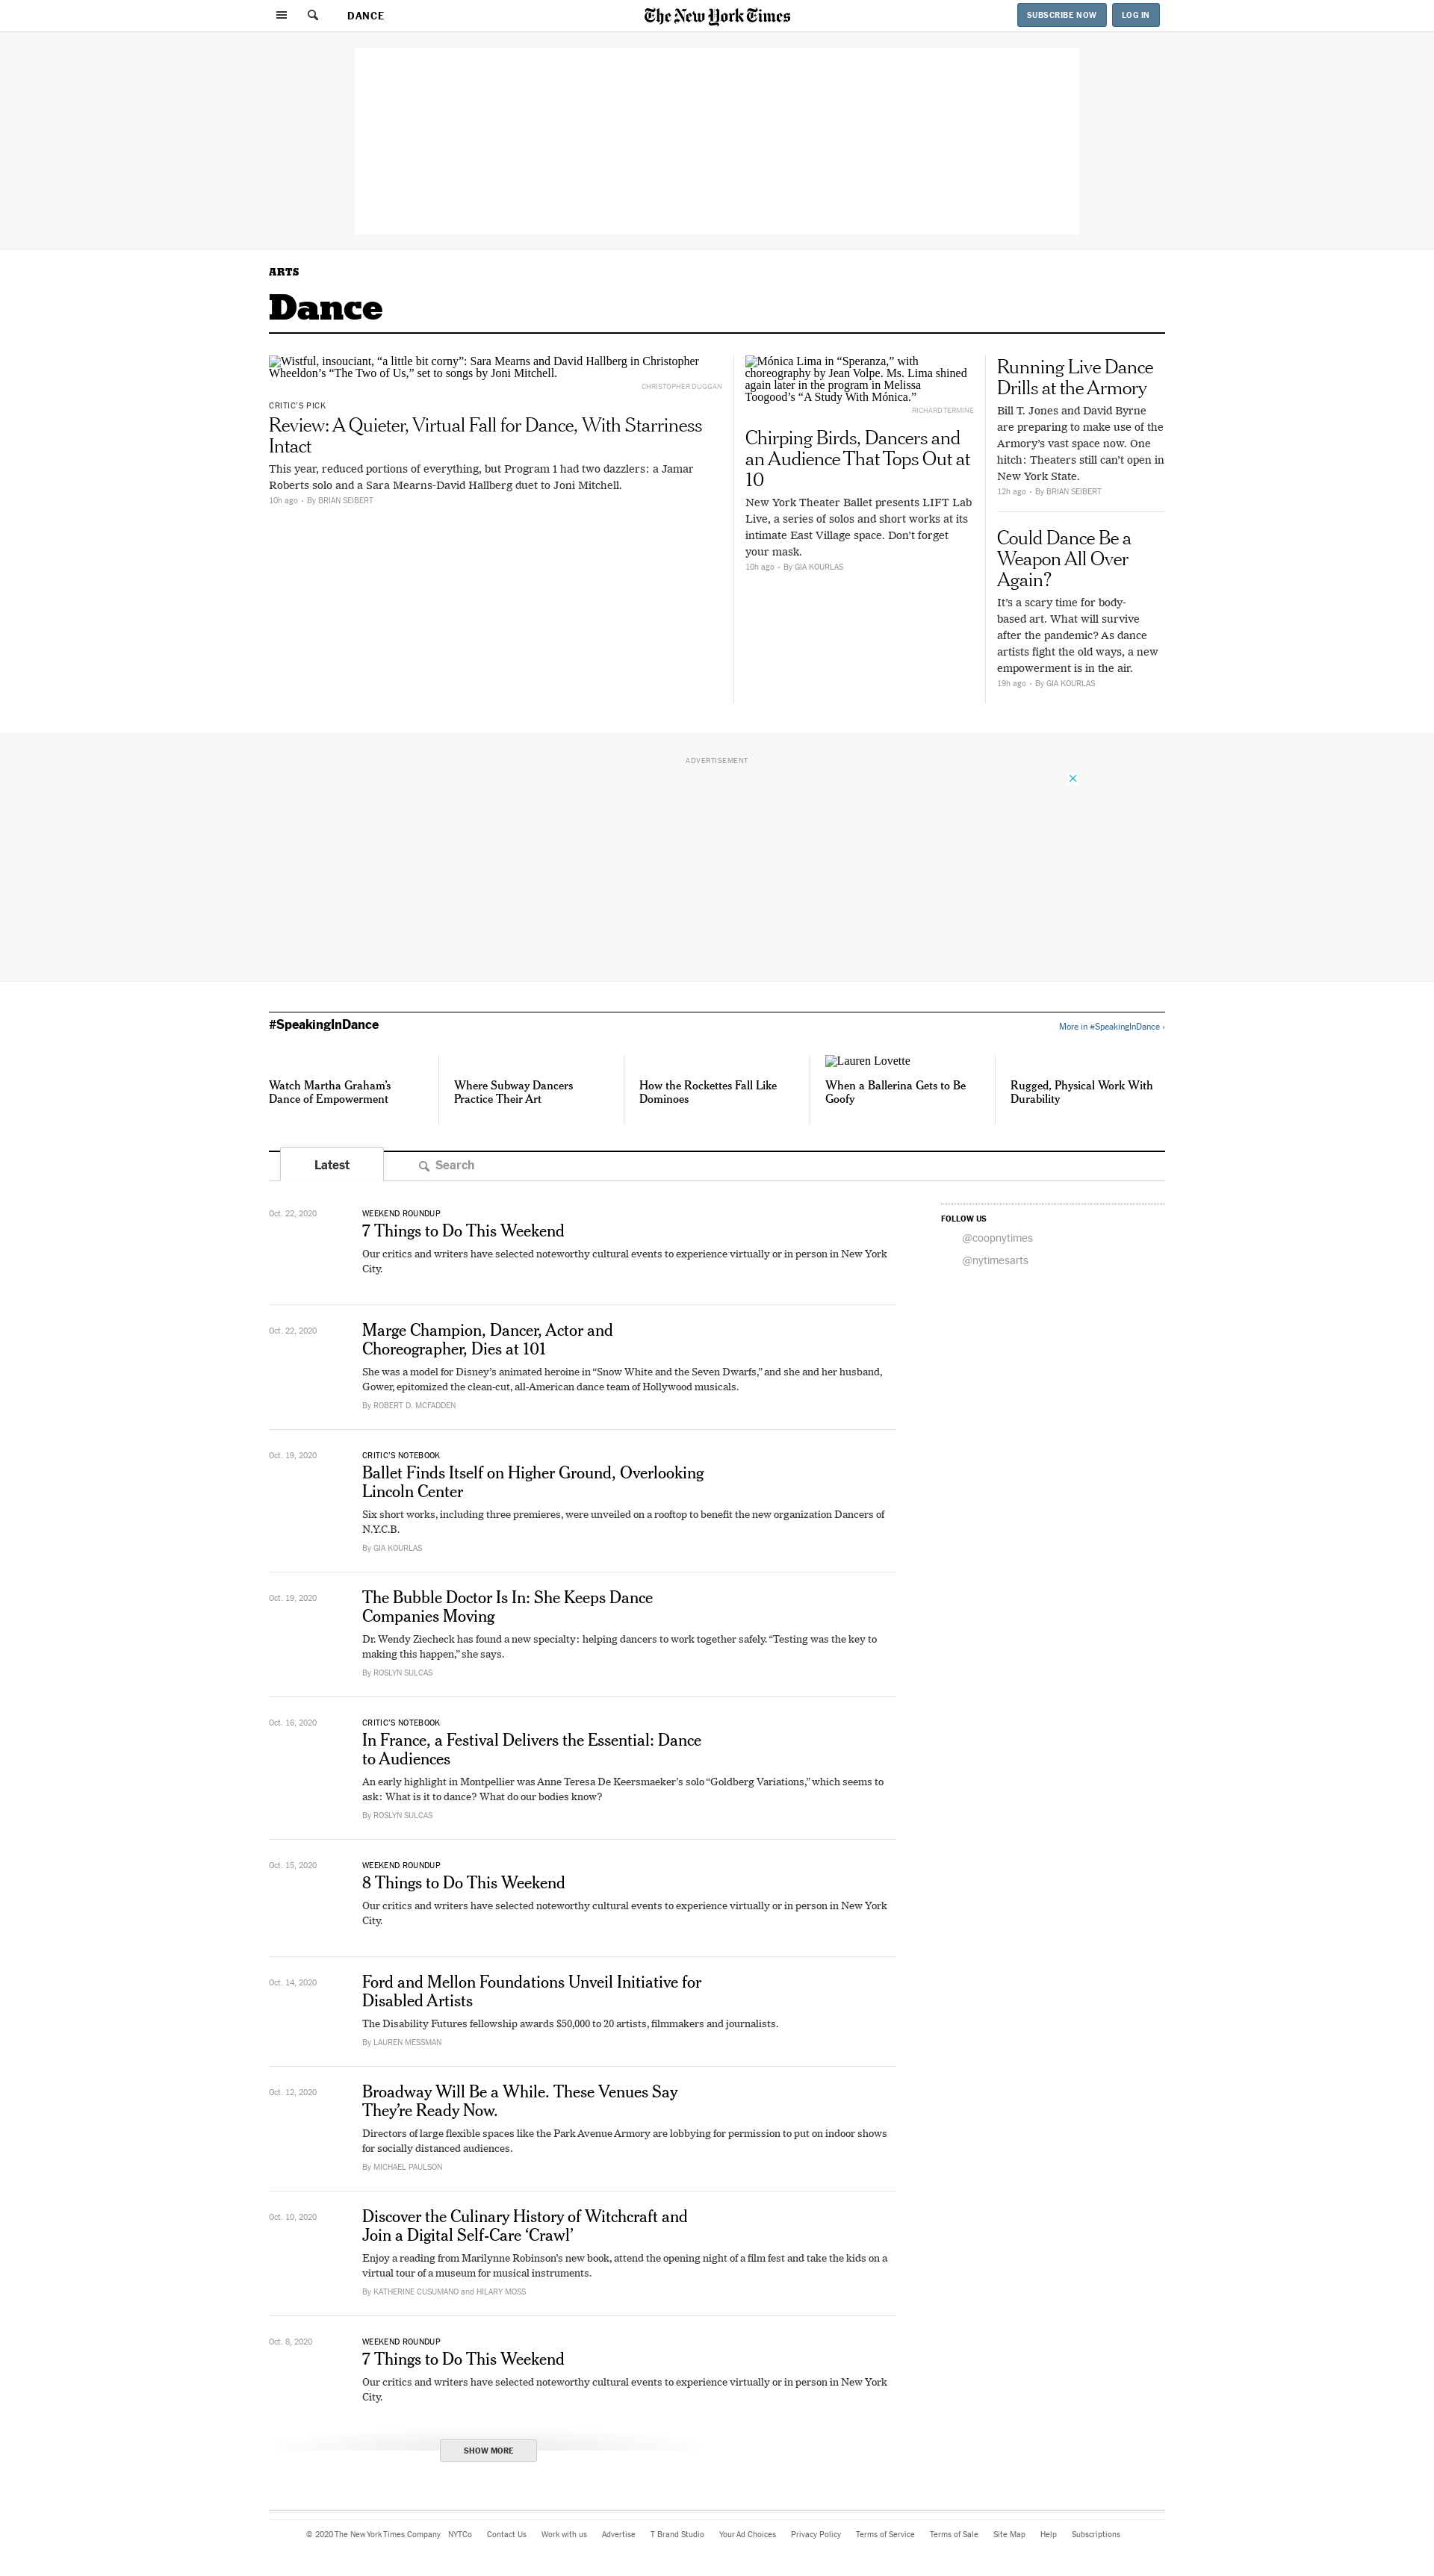 DANCE
The New York Times
SUBSCRIBE NOW
LOG IN
ARTS
Dance
Wistful, insouciant, “a little bit corny”: Sara Mearns and David Hallberg in Christopher
Wheeldon’s “The Two of Us,” set to songs by Joni Mitchell.
CHRISTOPHER DUGGAN
CRITIC’S PICK
Review: A Quieter, Virtual Fall for Dance, With Starriness
Intact
This year, reduced portions of everything, but Program 1 had two dazzlers: a Jamar
Roberts solo and a Sara Mearns-David Hallberg duet to Joni Mitchell.
10h ago • By BRIAN SEIBERT
Mónica Lima in “Speranza,” with
choreography by Jean Volpe. Ms. Lima shined
again later in the program in Melissa
Toogood’s “A Study With Mónica.”
RICHARD TERMINE
Chirping Birds, Dancers and
an Audience That Tops Out at
10
New York Theater Ballet presents LIFT Lab
Live, a series of solos and short works at its
intimate East Village space. Don’t forget
your mask.
10h ago • By GIA KOURLAS
Running Live Dance
Drills at the Armory
Bill T. Jones and David Byrne
are preparing to make use of the
Armory’s vast space now. One
hitch: Theaters still can’t open in
New York State.
12h ago • By BRIAN SEIBERT
Could Dance Be a
Weapon All Over
Again?
It’s a scary time for body-
based art. What will survive
after the pandemic? As dance
artists fight the old ways, a new
empowerment is in the air.
19h ago • By GIA KOURLAS
ADVERTISEMENT
#SpeakingInDance
More in #SpeakingInDance ›
Watch Martha Graham’s
Dance of Empowerment
Where Subway Dancers
Practice Their Art
How the Rockettes Fall Like
Dominoes
Lauren Lovette
When a Ballerina Gets to Be
Goofy
Rugged, Physical Work With
Durability
Latest
Search
Oct. 22, 2020
WEEKEND ROUNDUP
7 Things to Do This Weekend
Our critics and writers have selected noteworthy cultural events to experience virtually or in person in New York
City.
FOLLOW US
@coopnytimes
@nytimesarts
Oct. 22, 2020
Marge Champion, Dancer, Actor and
Choreographer, Dies at 101
She was a model for Disney’s animated heroine in “Snow White and the Seven Dwarfs,” and she and her husband,
Gower, epitomized the clean-cut, all-American dance team of Hollywood musicals.
By ROBERT D. MCFADDEN
Oct. 19, 2020
CRITIC’S NOTEBOOK
Ballet Finds Itself on Higher Ground, Overlooking
Lincoln Center
Six short works, including three premieres, were unveiled on a rooftop to benefit the new organization Dancers of
N.Y.C.B.
By GIA KOURLAS
Oct. 19, 2020
The Bubble Doctor Is In: She Keeps Dance
Companies Moving
Dr. Wendy Ziecheck has found a new specialty: helping dancers to work together safely. “Testing was the key to
making this happen,” she says.
By ROSLYN SULCAS
Oct. 16, 2020
CRITIC’S NOTEBOOK
In France, a Festival Delivers the Essential: Dance
to Audiences
An early highlight in Montpellier was Anne Teresa De Keersmaeker’s solo “Goldberg Variations,” which seems to
ask: What is it to dance? What do our bodies know?
By ROSLYN SULCAS
Oct. 15, 2020
WEEKEND ROUNDUP
8 Things to Do This Weekend
Our critics and writers have selected noteworthy cultural events to experience virtually or in person in New York
City.
Oct. 14, 2020
Ford and Mellon Foundations Unveil Initiative for
Disabled Artists
The Disability Futures fellowship awards $50,000 to 20 artists, filmmakers and journalists.
By LAUREN MESSMAN
Oct. 12, 2020
Broadway Will Be a While. These Venues Say
They’re Ready Now.
Directors of large flexible spaces like the Park Avenue Armory are lobbying for permission to put on indoor shows
for socially distanced audiences.
By MICHAEL PAULSON
Oct. 10, 2020
Discover the Culinary History of Witchcraft and
Join a Digital Self-Care ‘Crawl’
Enjoy a reading from Marilynne Robinson’s new book, attend the opening night of a film fest and take the kids on a
virtual tour of a museum for musical instruments.
By KATHERINE CUSUMANO and HILARY MOSS
Oct. 8, 2020
WEEKEND ROUNDUP
7 Things to Do This Weekend
Our critics and writers have selected noteworthy cultural events to experience virtually or in person in New York
City.
SHOW MORE
© 2020 The New York Times Company NYTCo Contact Us Work with us Advertise T Brand Studio Your Ad Choices Privacy Policy Terms of Service Terms of Sale Site Map Help Subscriptions